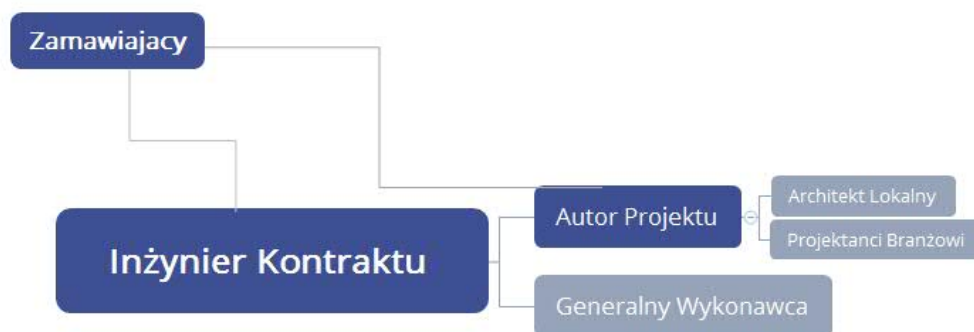 Zamawiajacy
Inżynier Kontraktu
Autor Projektu
Architekt Lokalny
Projektanci Branżowi
Generalny Wykonawca